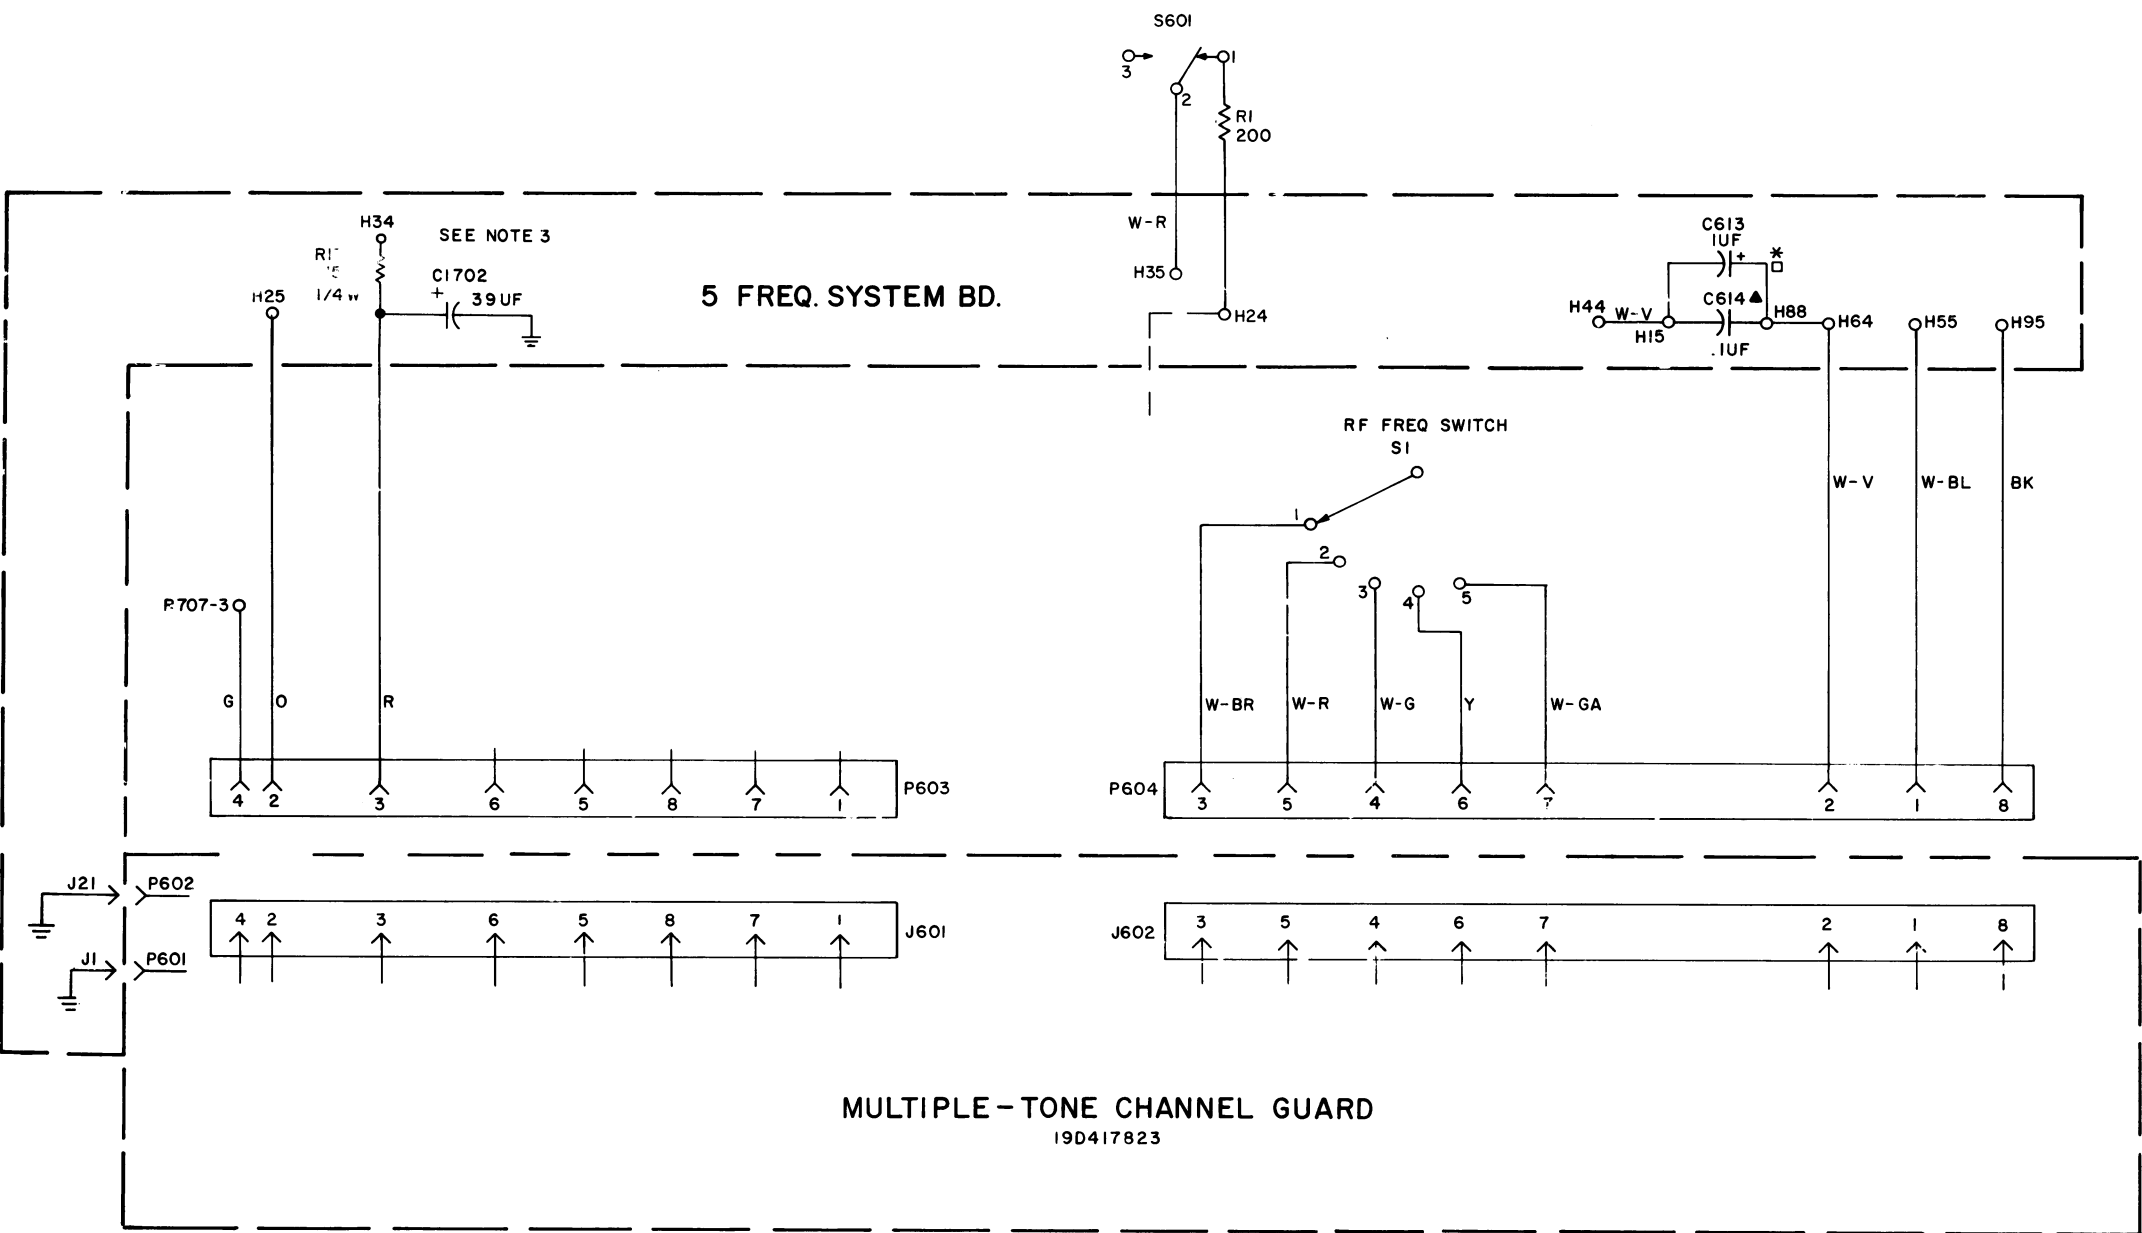 S601
3
1
2
R1
200
W-R
H35
H24
H34
SEE NOTE 3
1/4
C1702
+
39UF
H25
5 FREQ. SYSTEM BD.
C613
1UF
+
*
C614
.1UF
H44
W-V
H15
H88
H64
H55
H95
RF FREQ SWITCH
S1
1
2
3
4
5
W-V
W-BL
BK
707-3
G
O
R
W-BR
W-R
W-G
Y
W-GA
4 2 3 6 5 8 7 1
P603
P604
3 5 4 6 7 2 1 8
J21
P602
J1
P601
4 2 3 6 5 8 7 1
J601
J602
3 5 4 6 7 2 1 8
MULTIPLE-TONE CHANNEL GUARD
19D417823